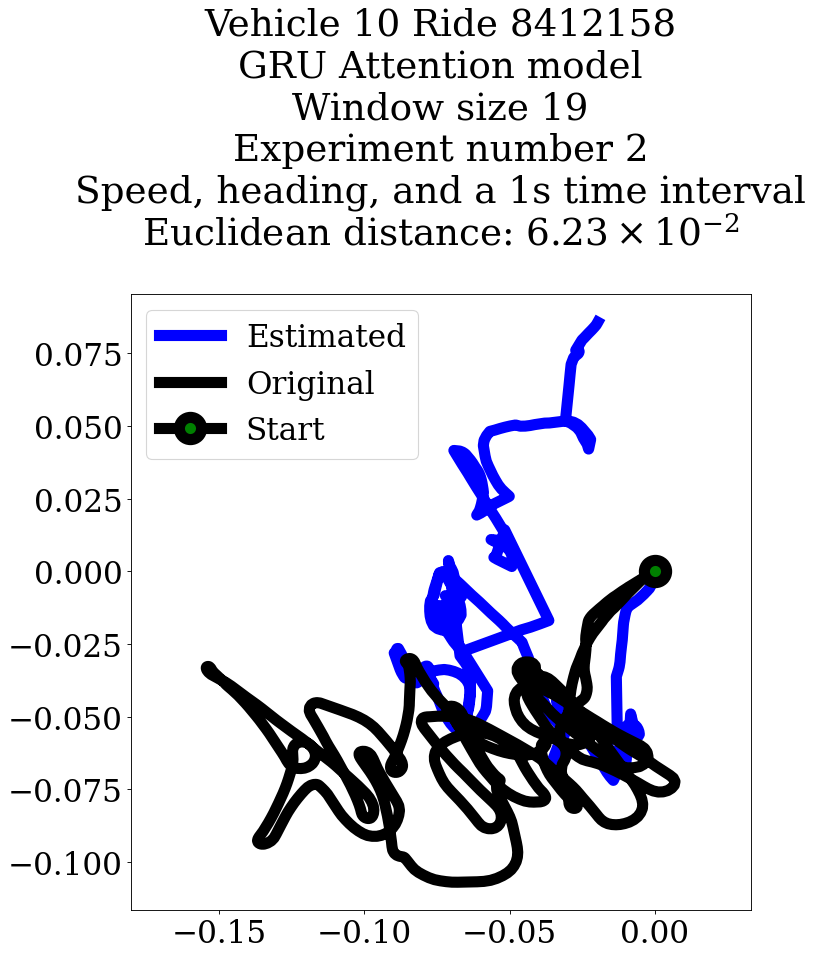 Vehicle 10 Ride 8412158
GRU Attention model
Window size 19
Experiment number 2
Speed, heading, and a 1s time interval
Euclidean distance: 6.23 × 10⁻²
Estimated
Original
Start
0.075
0.050
0.025
0.000
−0.025
−0.050
−0.075
−0.100
−0.15 −0.10 −0.05 0.00